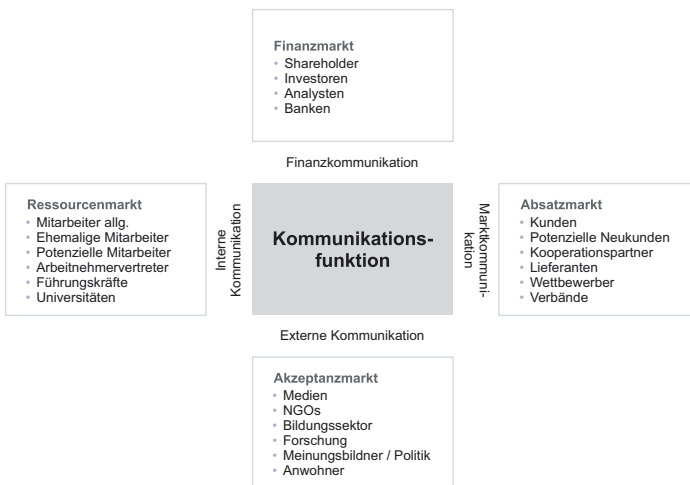 Finanzmarkt
• Shareholder
• Investoren
• Analysten
• Banken
Finanzkommunikation
Ressourcenmarkt
• Mitarbeiter allg.
• Ehemalige Mitarbeiter
• Potenzielle Mitarbeiter
• Arbeitnehmervertreter
• Führungskräfte
• Universitäten
Interne
Kommunikation
Kommunikations-
funktion
Marktkommuni-
kation
Absatzmarkt
• Kunden
• Potenzielle Neukunden
• Kooperationspartner
• Lieferanten
• Wettbewerber
• Verbände
Externe Kommunikation
Akzeptanzmarkt
• Medien
• NGOs
• Bildungssektor
• Forschung
• Meinungsbildner / Politik
• Anwohner